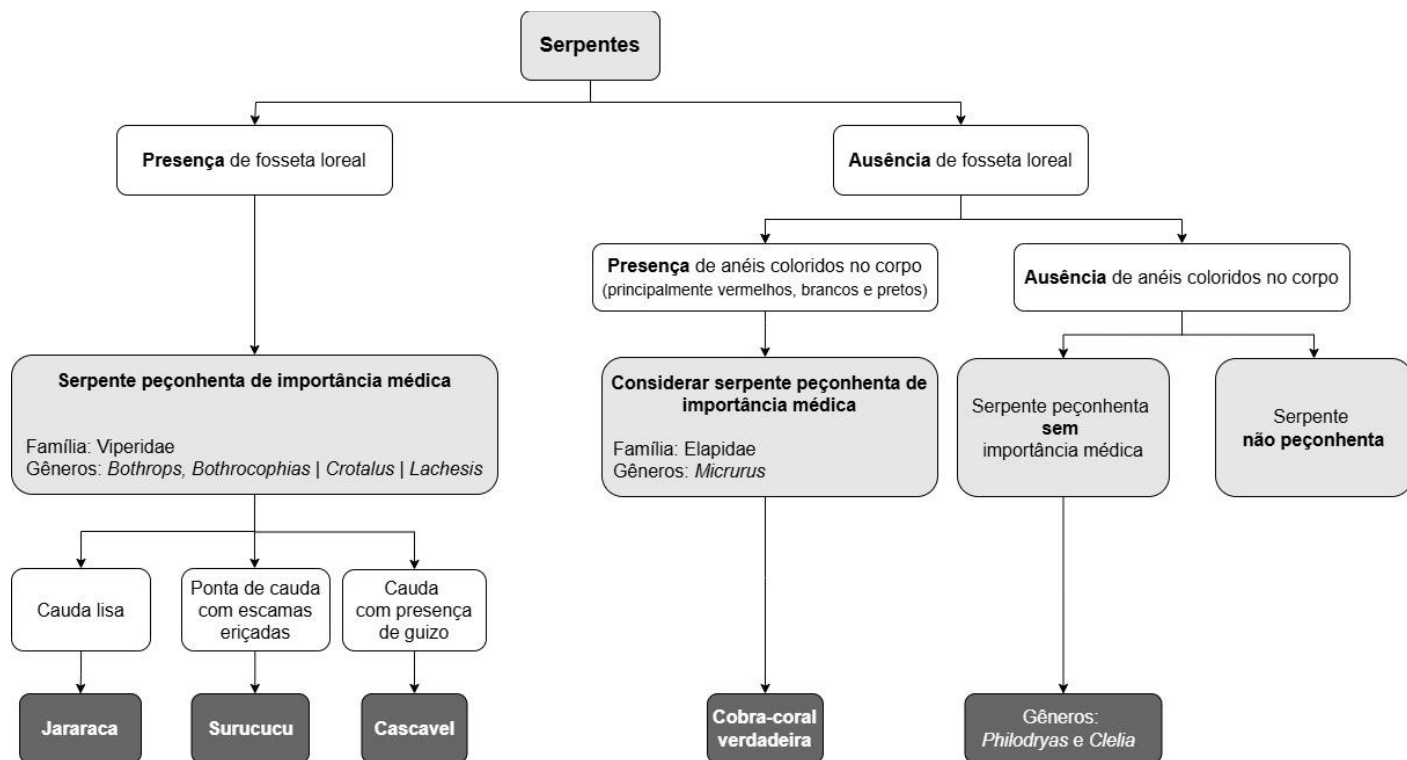 Serpentes
Presença de fosseta loreal
Ausência de fosseta loreal
Presença de anéis coloridos no corpo
(principalmente vermelhos, brancos e pretos)
Ausência de anéis coloridos no corpo
Serpente peçonhenta de importância médica
Família: Viperidae
Gêneros: Bothrops, Bothrocophias | Crotalus | Lachesis
Considerar serpente peçonhenta de
importância médica
Família: Elapidae
Gêneros: Micrurus
Serpente peçonhenta
sem
importância médica
Serpente
não peçonhenta
Cauda lisa
Ponta de cauda
com escamas
eriçadas
Cauda
com presença
de guizo
Jararaca
Surucucu
Cascavel
Cobra-coral
verdadeira
Gêneros:
Philodryas e Clelia